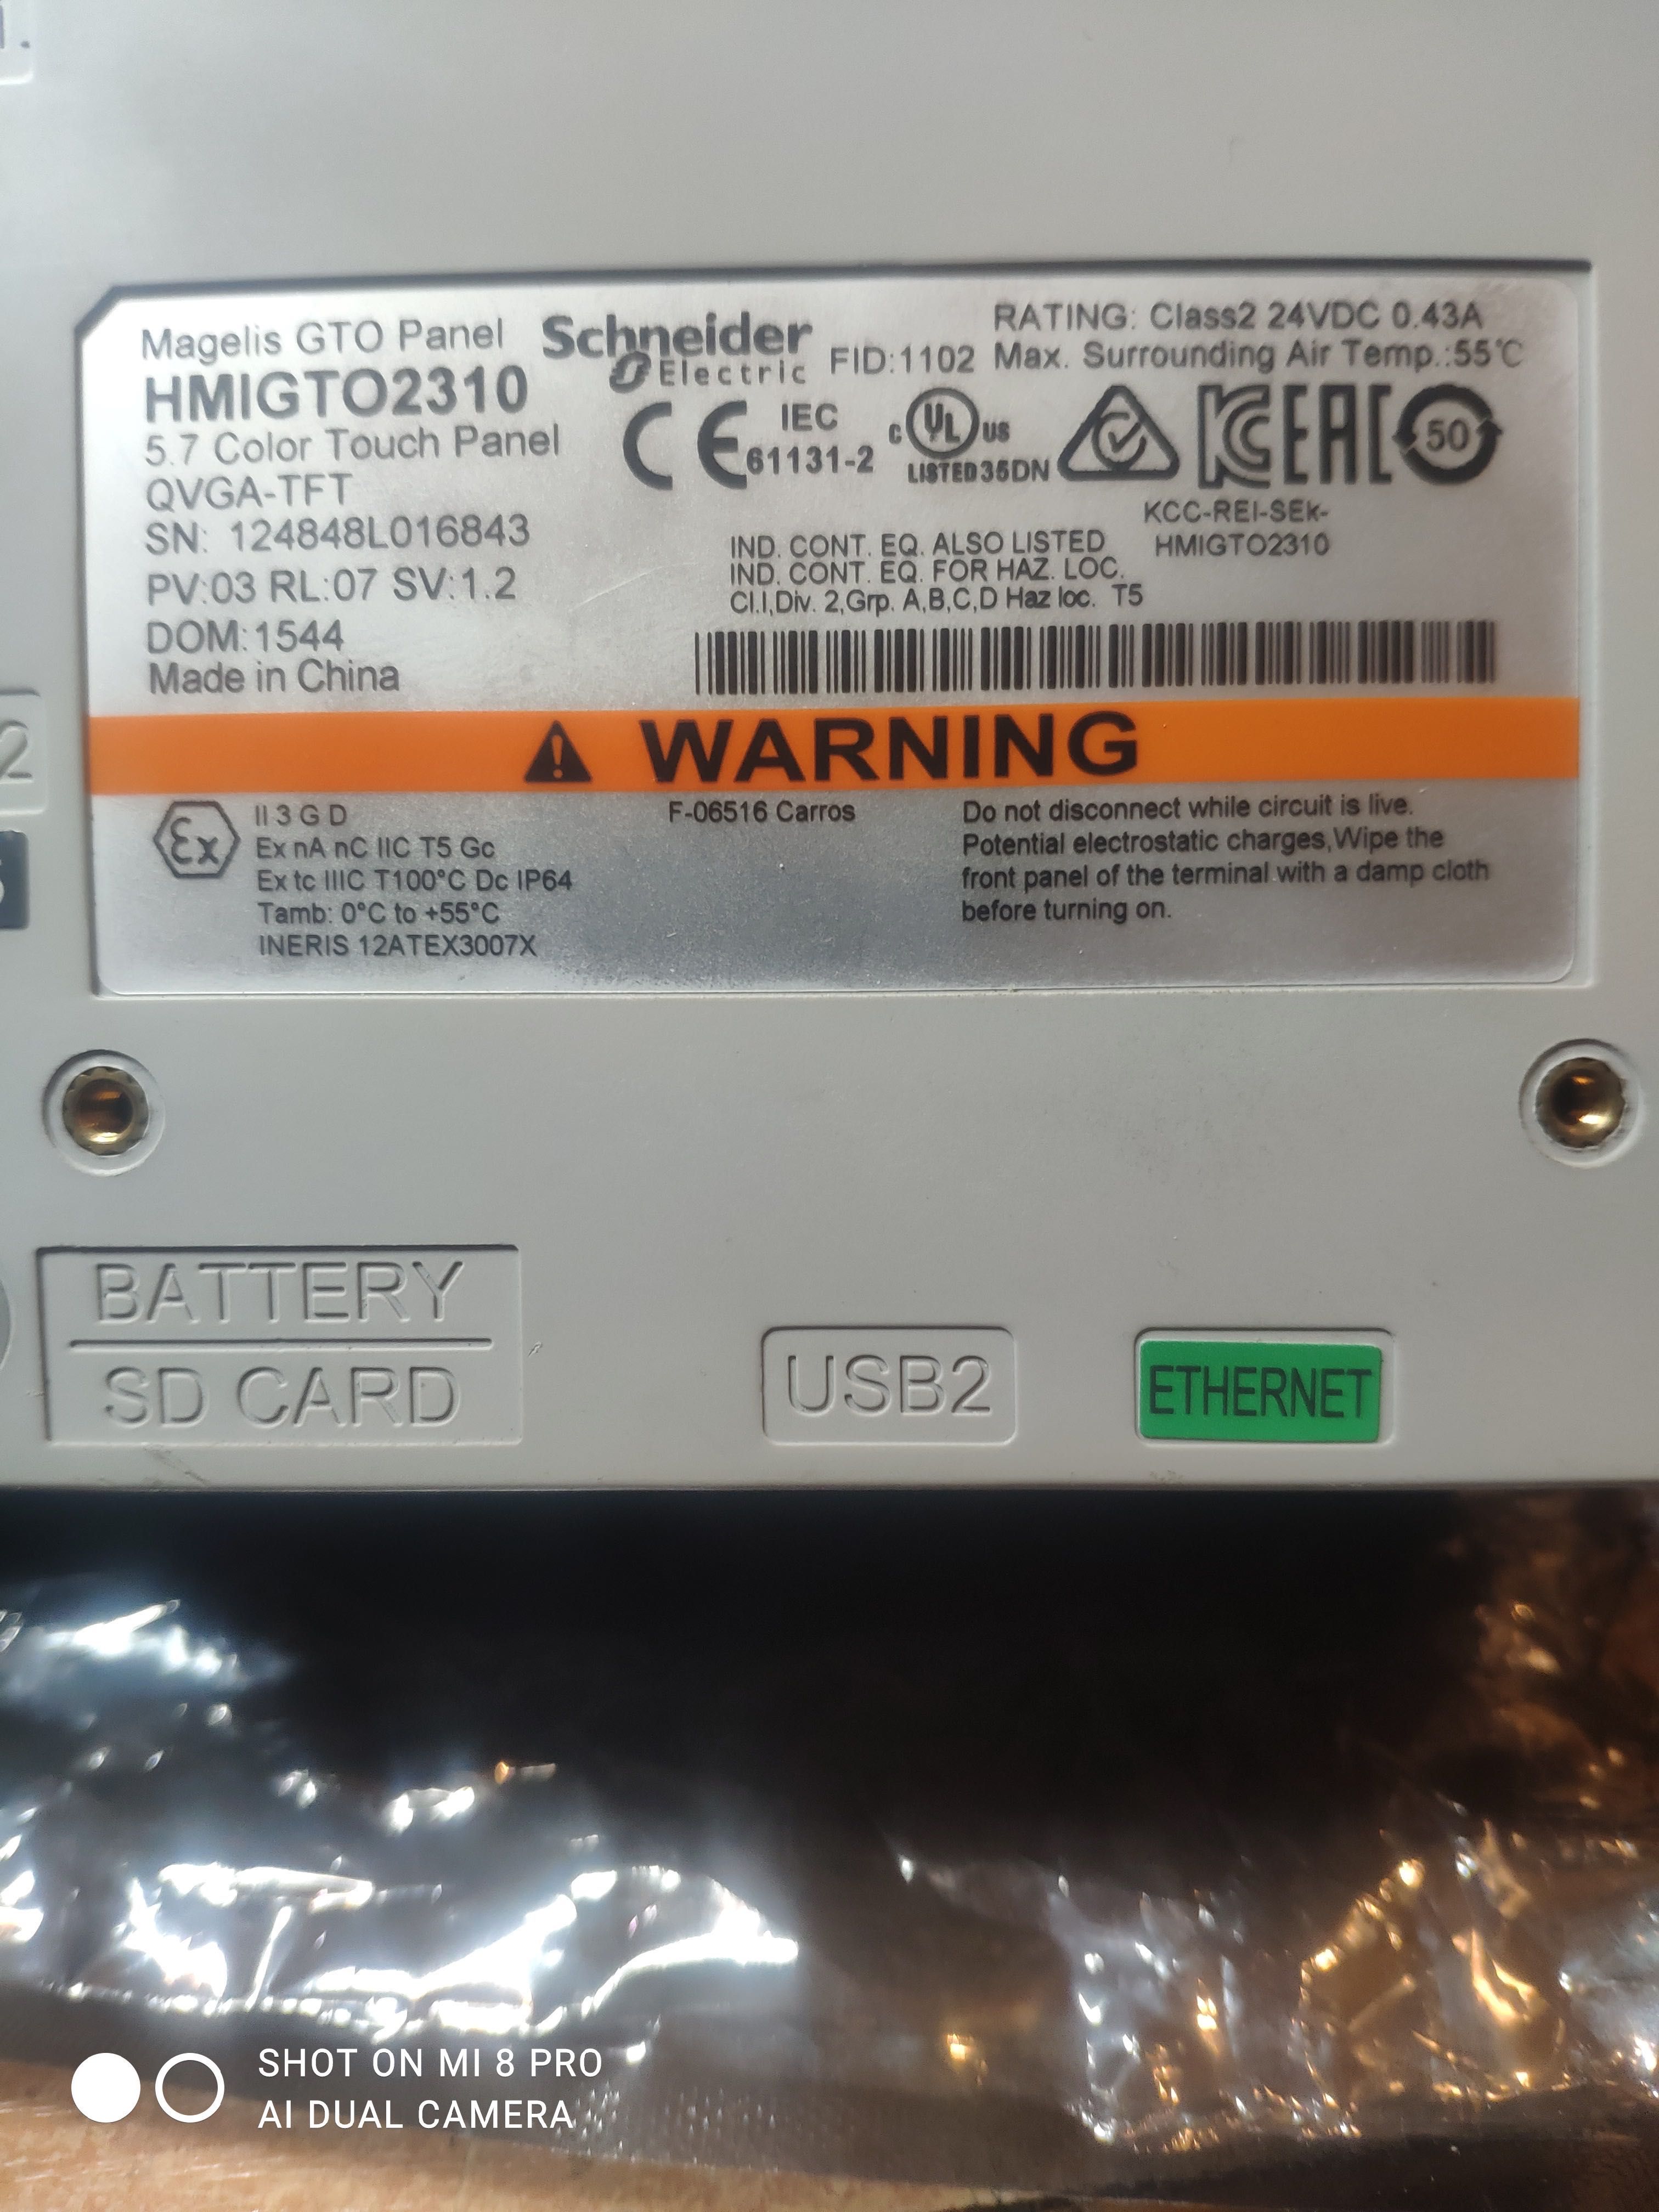 Magelis GTO Panel
HMIGTO2310
5.7 Color Touch Panel
QVGA-TFT
SN: 124848L016843
PV:03 RL:07 SV:1.2
DOM:1544
Made in China
Schneider
Electric
FID:1102
RATING: Class2 24VDC 0.43A
Max. Surrounding Air Temp.:55℃
CE
IEC
61131-2
c UL us
LISTED 35DN
KC
EAC
50
KCC-REI-SEk-
HMIGTO2310
IND. CONT. EQ. ALSO LISTED
IND. CONT. EQ. FOR HAZ. LOC.
Cl.I,Div. 2,Grp. A,B,C,D Haz loc. T5
WARNING
Ex
II 3 G D
Ex nA nC IIC T5 Gc
Ex tc IIIC T100°C Dc IP64
Tamb: 0°C to +55°C
INERIS 12ATEX3007X
F-06516 Carros
Do not disconnect while circuit is live.
Potential electrostatic charges,Wipe the
front panel of the terminal with a damp cloth
before turning on.
BATTERY
SD CARD
USB2
ETHERNET
SHOT ON MI 8 PRO
AI DUAL CAMERA